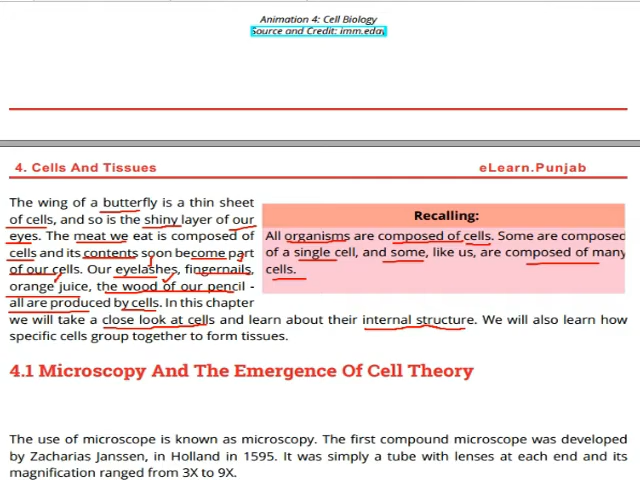 Animation 4: Cell Biology
Source and Credit: imm.eday
4. Cells And Tissues
eLearn.Punjab
The wing of a butterfly is a thin sheet
of cells, and so is the shiny layer of our
eyes. The meat we eat is composed of
cells and its contents soon become part
of our cells. Our eyelashes, fingernails,
orange juice, the wood of our pencil -
all are produced by cells. In this chapter
we will take a close look at cells and learn about their internal structure. We will also learn how
specific cells group together to form tissues.
Recalling:
All organisms are composed of cells. Some are composed
of a single cell, and some, like us, are composed of many
cells.
4.1 Microscopy And The Emergence Of Cell Theory
The use of microscope is known as microscopy. The first compound microscope was developed
by Zacharias Janssen, in Holland in 1595. It was simply a tube with lenses at each end and its
magnification ranged from 3X to 9X.